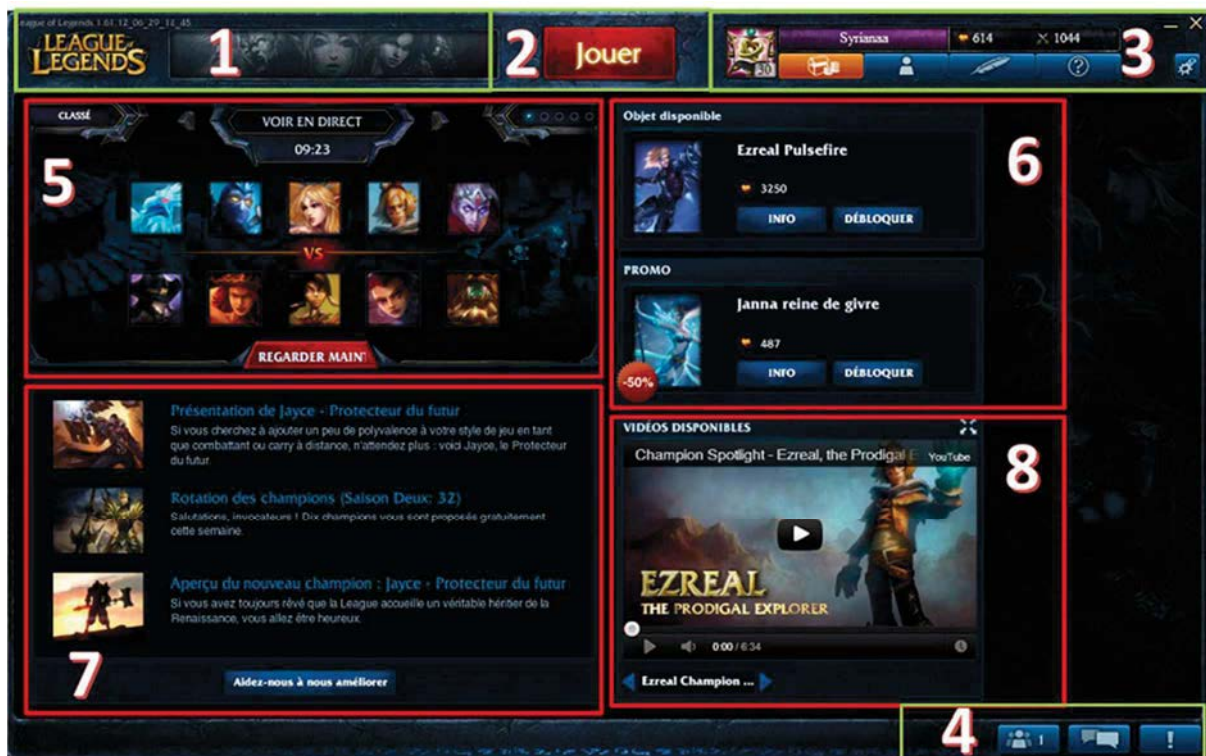 League of Legends 1.61.12_06_29_12_45
LEAGUE OF LEGENDS
1
2
Jouer
Syrianaa
614
1044
30
3
CLASSÉ
VOIR EN DIRECT
09:23
5
VS
REGARDER MAIN
Objet disponible
6
Ezreal Pulsefire
3250
INFO
DÉBLOQUER
PROMO
Janna reine de givre
487
-50%
INFO
DÉBLOQUER
Présentation de Jayce - Protecteur du futur
Si vous cherchez à ajouter un peu de polyvalence à votre style de jeu en tant
que combattant ou carry à distance, n'attendez plus : voici Jayce, le Protecteur
du futur.
Rotation des champions (Saison Deux: 32)
Salutations, invocateurs ! Dix champions vous sont proposés gratuitement
cette semaine.
Aperçu du nouveau champion : Jayce - Protecteur du futur
Si vous avez toujours rêvé que la League accueille un véritable héritier de la
Renaissance, vous allez être heureux.
7
Aidez-nous à nous améliorer
VIDÉOS DISPONIBLES
Champion Spotlight - Ezreal, the Prodigal E
YouTube
8
EZREAL
THE PRODIGAL EXPLORER
0:00 / 6:34
Ezreal Champion ...
4
1